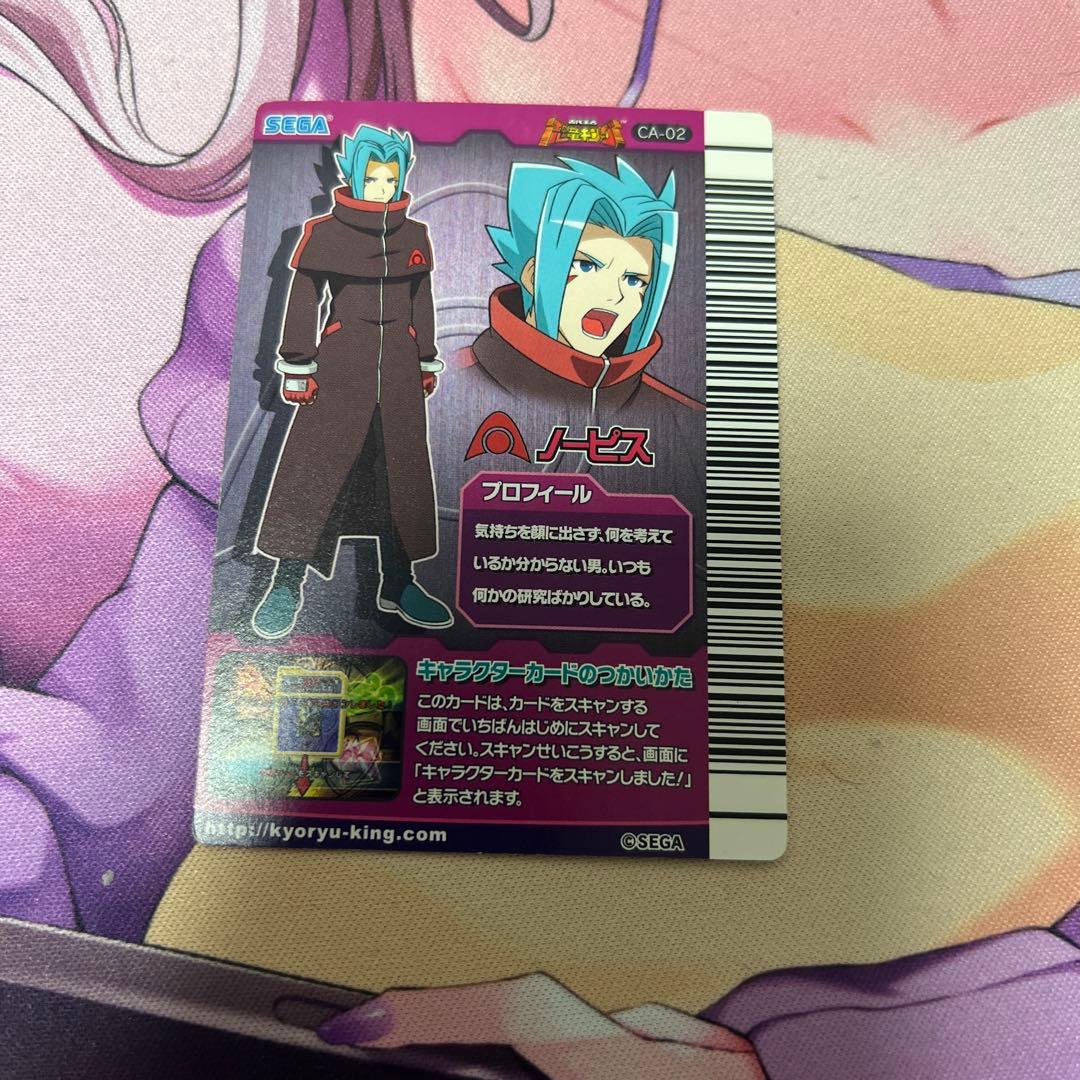 SEGA
CA-02
ノーピス
プロフィール
気持ちを顔に出さず、何を考えて
いるか分からない男。いつも
何かの研究ばかりしている。
キャラクターカードのつかいかた
このカードは、カードをスキャンする
画面でいちばんはじめにスキャンして
ください。スキャンせいこうすると、画面に
「キャラクターカードをスキャンしました!」
と表示されます。
http://kyoryu-king.com
©SEGA